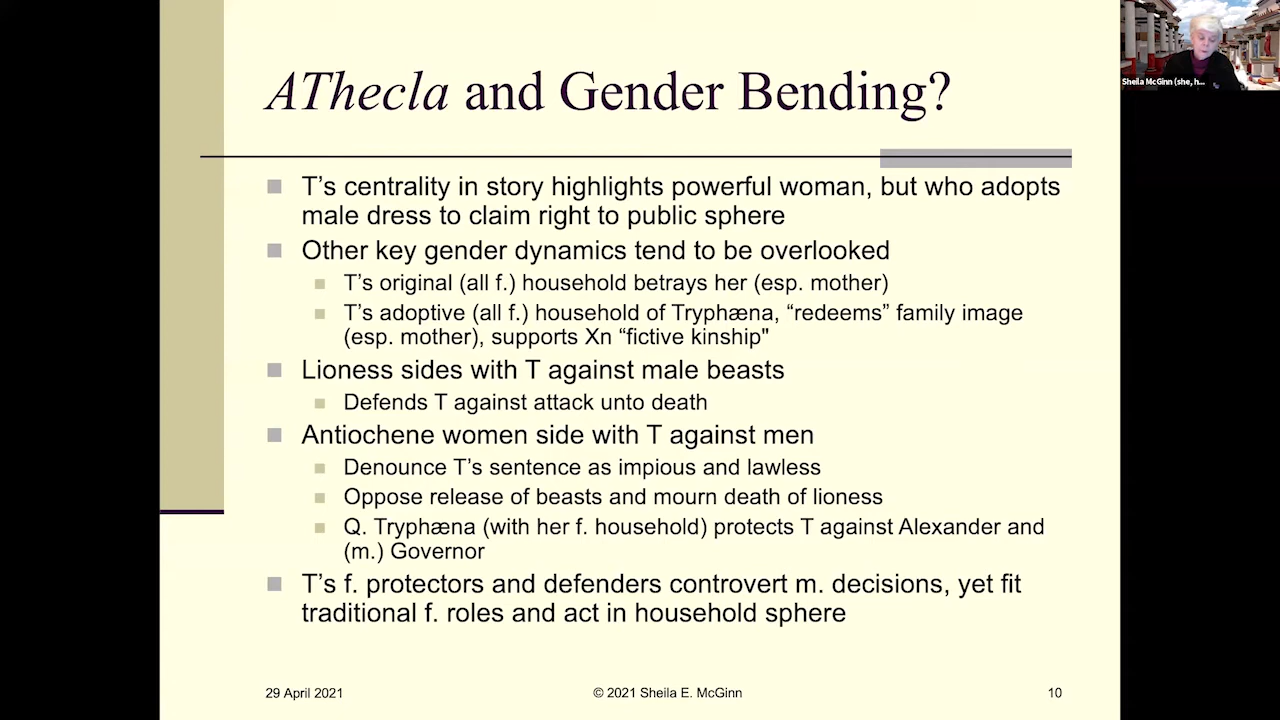 AThecla and Gender Bending?
T’s centrality in story highlights powerful woman, but who adopts
male dress to claim right to public sphere
Other key gender dynamics tend to be overlooked
T’s original (all f.) household betrays her (esp. mother)
T’s adoptive (all f.) household of Tryphæna, “redeems” family image
(esp. mother), supports Xn “fictive kinship"
Lioness sides with T against male beasts
Defends T against attack unto death
Antiochene women side with T against men
Denounce T’s sentence as impious and lawless
Oppose release of beasts and mourn death of lioness
Q. Tryphæna (with her f. household) protects T against Alexander and
(m.) Governor
T’s f. protectors and defenders controvert m. decisions, yet fit
traditional f. roles and act in household sphere
29 April 2021
© 2021 Sheila E. McGinn
10
Sheila McGinn (she, h...